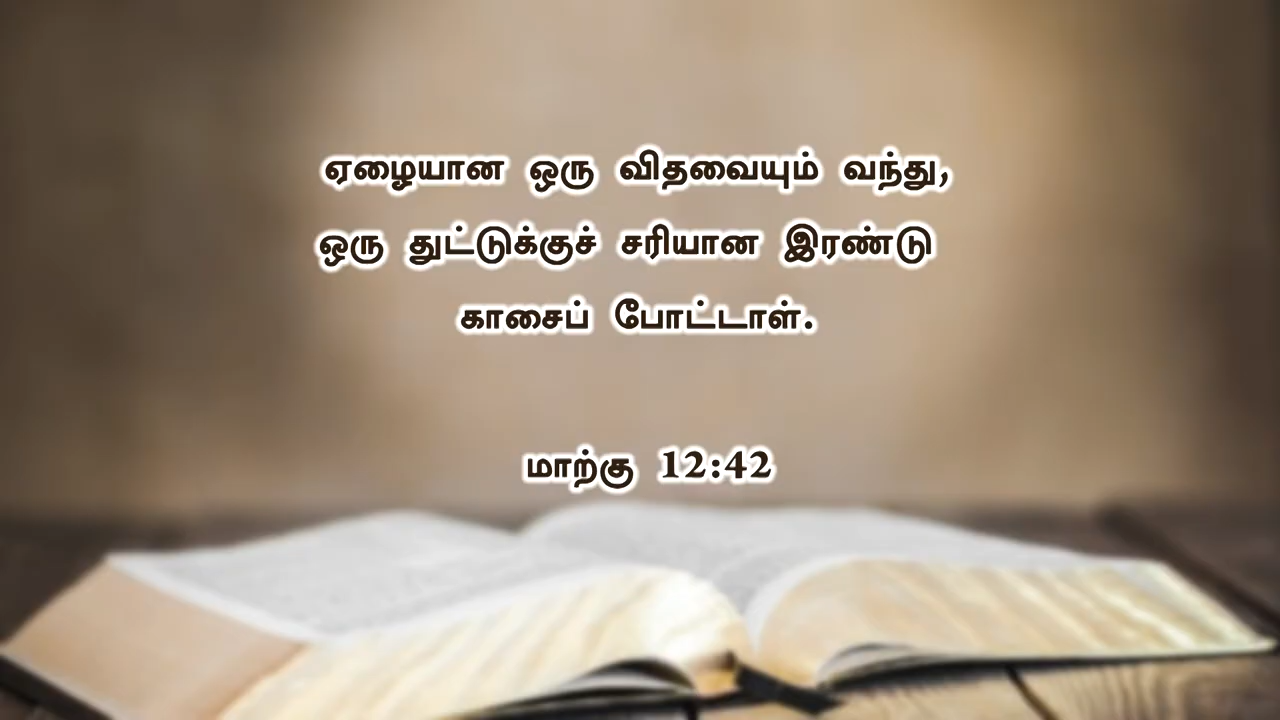 ஏழையான ஒரு விதவையும் வந்து,
ஒரு துட்டுக்குச் சரியான இரண்டு
காசைப் போட்டாள்.
மாற்கு 12:42